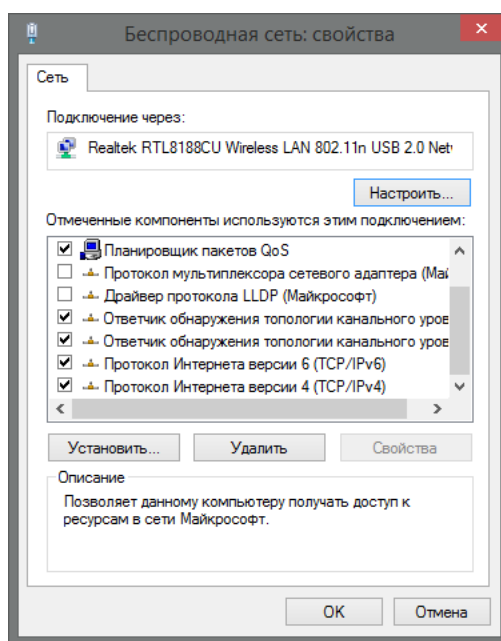 Беспроводная сеть: свойства
Сеть
Подключение через:
Realtek RTL8188CU Wireless LAN 802.11n USB 2.0 Net
Настроить...
Отмеченные компоненты используются этим подключением:
Планировщик пакетов QoS
Протокол мультиплексора сетевого адаптера (Май
Драйвер протокола LLDP (Майкрософт)
Ответчик обнаружения топологии канального уров
Ответчик обнаружения топологии канального уров
Протокол Интернета версии 6 (TCP/IPv6)
Протокол Интернета версии 4 (TCP/IPv4)
Установить... Удалить Свойства
Описание
Позволяет данному компьютеру получать доступ к
ресурсам в сети Майкрософт.
OK Отмена